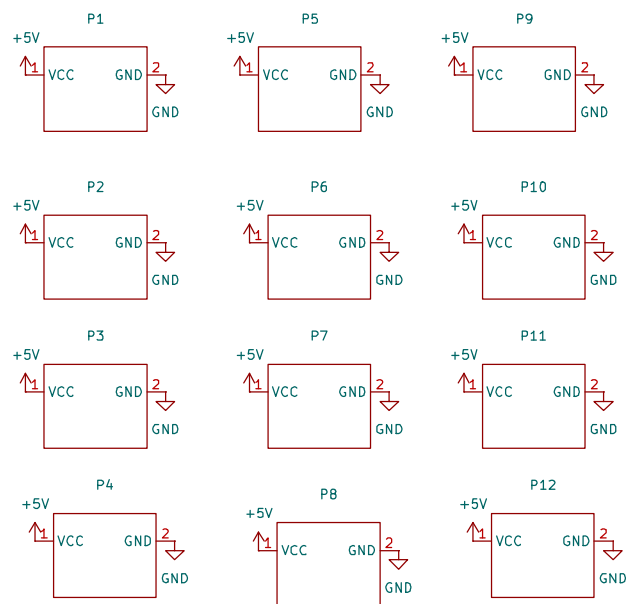 P1 P5 P9
+5V +5V +5V
1 VCC GND 2 1 VCC GND 2 1 VCC GND 2
GND GND GND
P2 P6 P10
+5V +5V +5V
1 VCC GND 2 1 VCC GND 2 1 VCC GND 2
GND GND GND
P3 P7 P11
+5V +5V +5V
1 VCC GND 2 1 VCC GND 2 1 VCC GND 2
GND GND GND
P4 P8 P12
+5V +5V +5V
1 VCC GND 2 1 VCC GND 2 1 VCC GND 2
GND GND GND